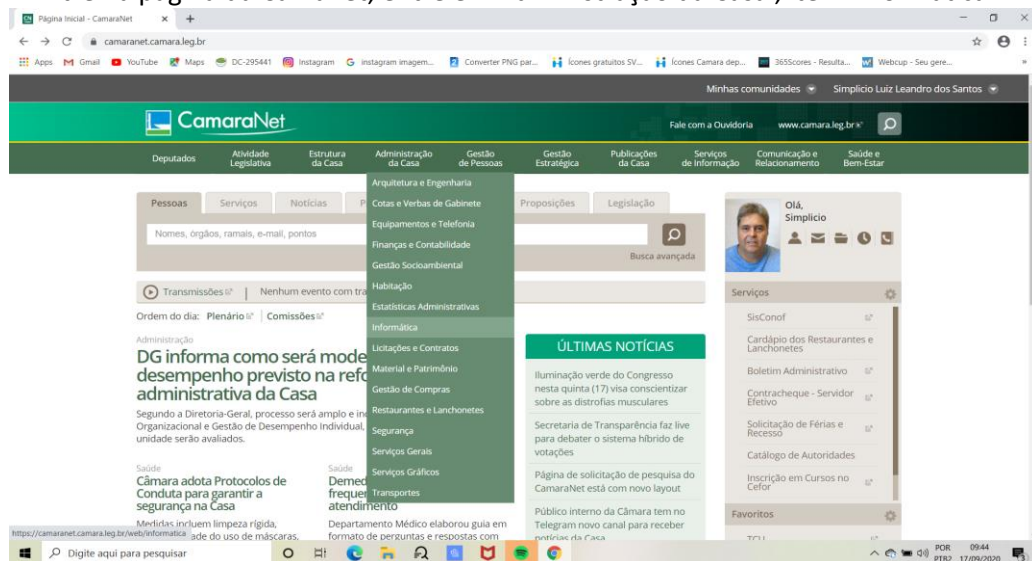 Página Inicial - CamaraNet
camaranet.camara.leg.br
Apps Gmail YouTube Maps DC-295441 Instagram instagram imagem... Converter PNG par... Ícones gratuitos SV... Ícones Camara dep... 365Scores - Resulta... Webcup - Seu gere...
Minhas comunidades Simplicio Luiz Leandro dos Santos
CamaraNet
Fale com a Ouvidoria www.camara.leg.br
Deputados
Atividade
Legislativa
Estrutura
da Casa
Administração
da Casa
Gestão
de Pessoas
Gestão
Estratégica
Publicações
da Casa
Serviços
de Informação
Comunicação e
Relacionamento
Saúde e
Bem-Estar
Arquitetura e Engenharia
Cotas e Verbas de Gabinete
Equipamentos e Telefonia
Finanças e Contabilidade
Gestão Socioambiental
Habitação
Estatísticas Administrativas
Informática
Licitações e Contratos
Material e Patrimônio
Gestão de Compras
Restaurantes e Lanchonetes
Segurança
Serviços Gerais
Serviços Gráficos
Transportes
Pessoas Serviços Notícias P Proposições Legislação
Nomes, órgãos, ramais, e-mail, pontos
Busca avançada
Transmissões | Nenhum evento com tra
Ordem do dia: Plenário | Comissões
Administração
DG informa como será mode
desempenho previsto na refo
administrativa da Casa
Segundo a Diretoria-Geral, processo será amplo e in
Organizacional e Gestão de Desempenho Individual,
unidade serão avaliados.
Saúde
Câmara adota Protocolos de
Conduta para garantir a
segurança na Casa
Medidas incluem limpeza rígida,
ade do uso de máscaras,
Saúde
Demed
frequen
atendimento
Departamento Médico elaborou guia em
formato de perguntas e respostas com
ÚLTIMAS NOTÍCIAS
Iluminação verde do Congresso
nesta quinta (17) visa conscientizar
sobre as distrofias musculares
Secretaria de Transparência faz live
para debater o sistema híbrido de
votações
Página de solicitação de pesquisa do
CamaraNet está com novo layout
Público interno da Câmara tem no
Telegram novo canal para receber
notícias da Casa
Olá,
Simplicio
Serviços
SisConof
Cardápio dos Restaurantes e
Lanchonetes
Boletim Administrativo
Contracheque - Servidor
Efetivo
Solicitação de Férias e
Recesso
Catálogo de Autoridades
Inscrição em Cursos no
Cefor
Favoritos
TCU
https://camaranet.camara.leg.br/web/informatica
Digite aqui para pesquisar
POR
PTB2
09:44
17/09/2020